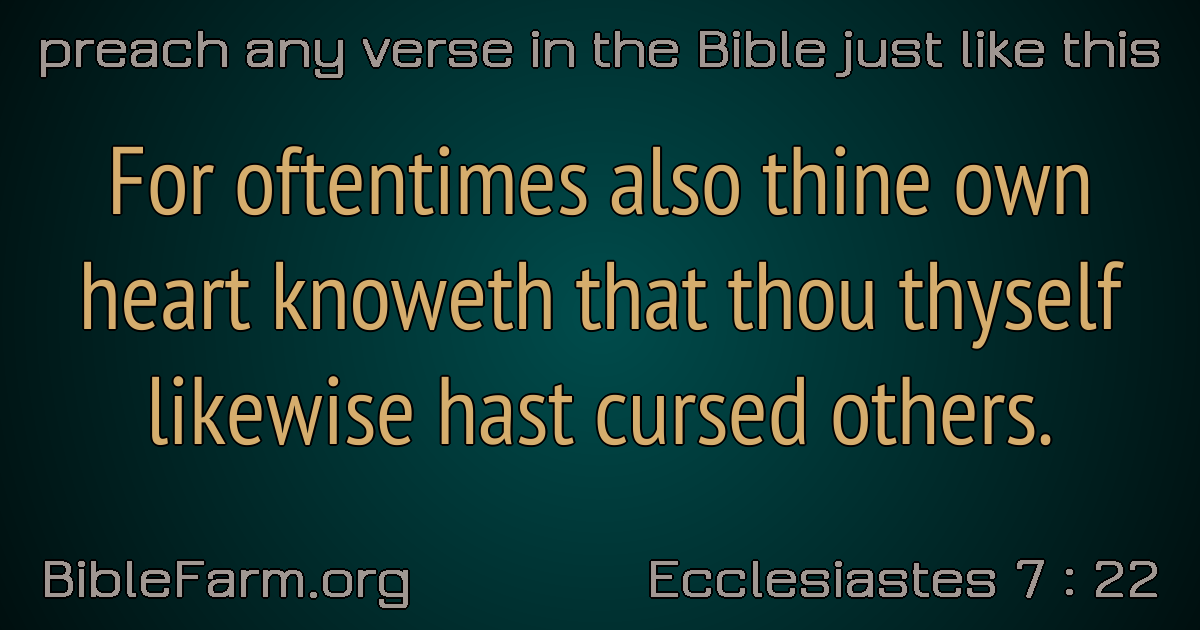 preach any verse in the Bible just like this
For oftentimes also thine own
heart knoweth that thou thyself
likewise hast cursed others.
BibleFarm.org
Ecclesiastes 7 : 22